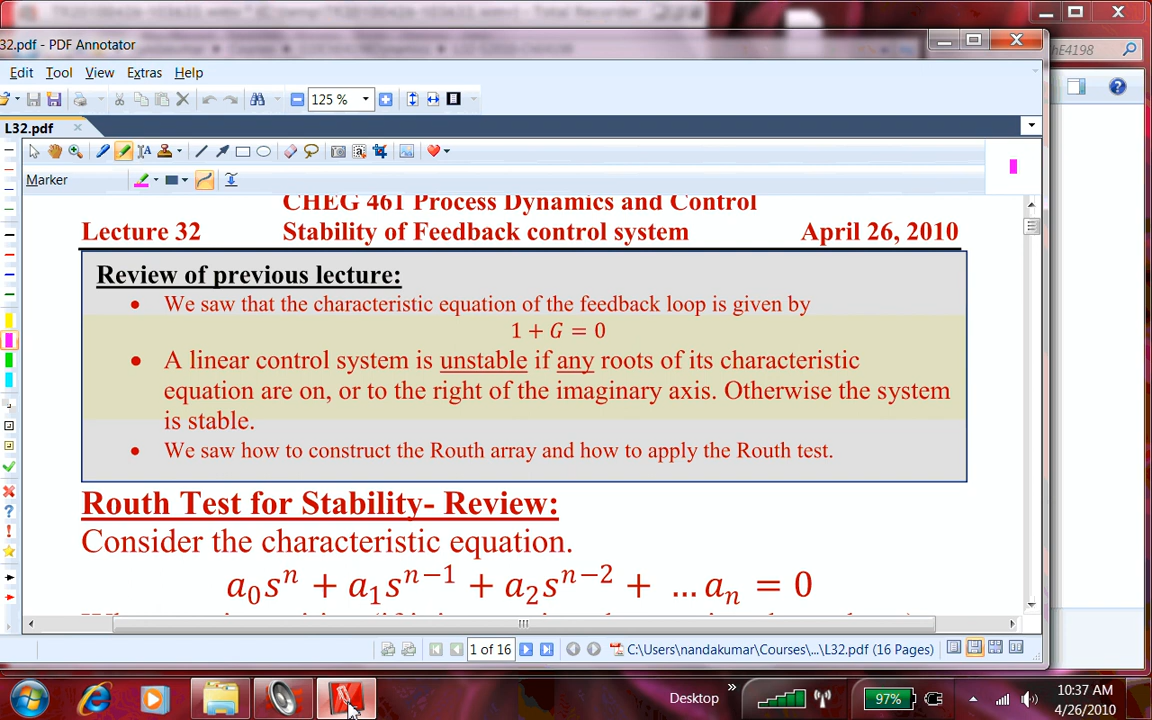 hE4198
32.pdf - PDF Annotator
Edit Tool View Extras Help
125 %
L32.pdf
Marker
CHEG 461 Process Dynamics and Control
Lecture 32 Stability of Feedback control system April 26, 2010
Review of previous lecture:
• We saw that the characteristic equation of the feedback loop is given by
1 + G = 0
• A linear control system is unstable if any roots of its characteristic
equation are on, or to the right of the imaginary axis. Otherwise the system
is stable.
• We saw how to construct the Routh array and how to apply the Routh test.
Routh Test for Stability- Review:
Consider the characteristic equation.
a₀sⁿ + a₁sⁿ⁻¹ + a₂sⁿ⁻² + …aₙ = 0
1 of 16 C:\Users\nandakumar\Courses\...\L32.pdf (16 Pages)
Desktop 97% 10:37 AM
4/26/2010